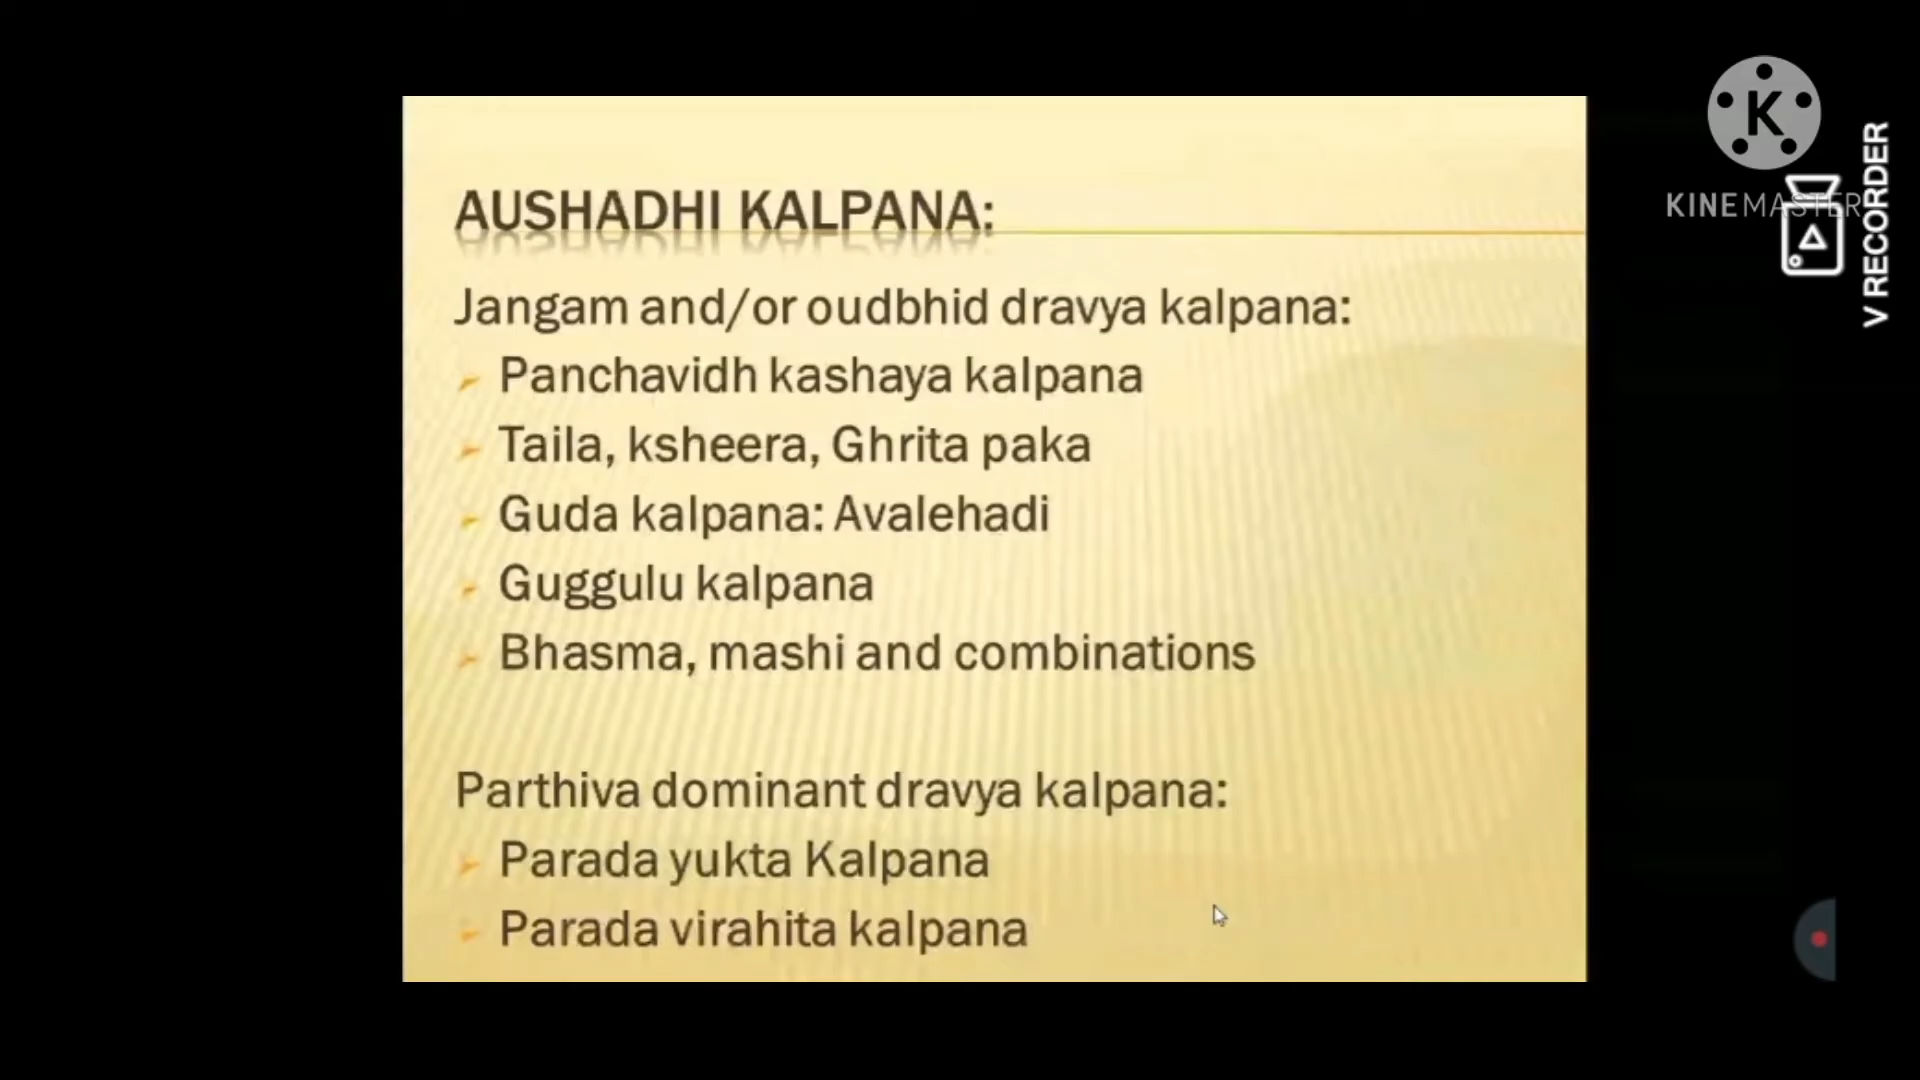 AUSHADHI KALPANA:
Jangam and/or oudbhid dravya kalpana:
Panchavidh kashaya kalpana
Taila, ksheera, Ghrita paka
Guda kalpana: Avalehadi
Guggulu kalpana
Bhasma, mashi and combinations
Parthiva dominant dravya kalpana:
Parada yukta Kalpana
Parada virahita kalpana
K
KINEMASTER
V RECORDER